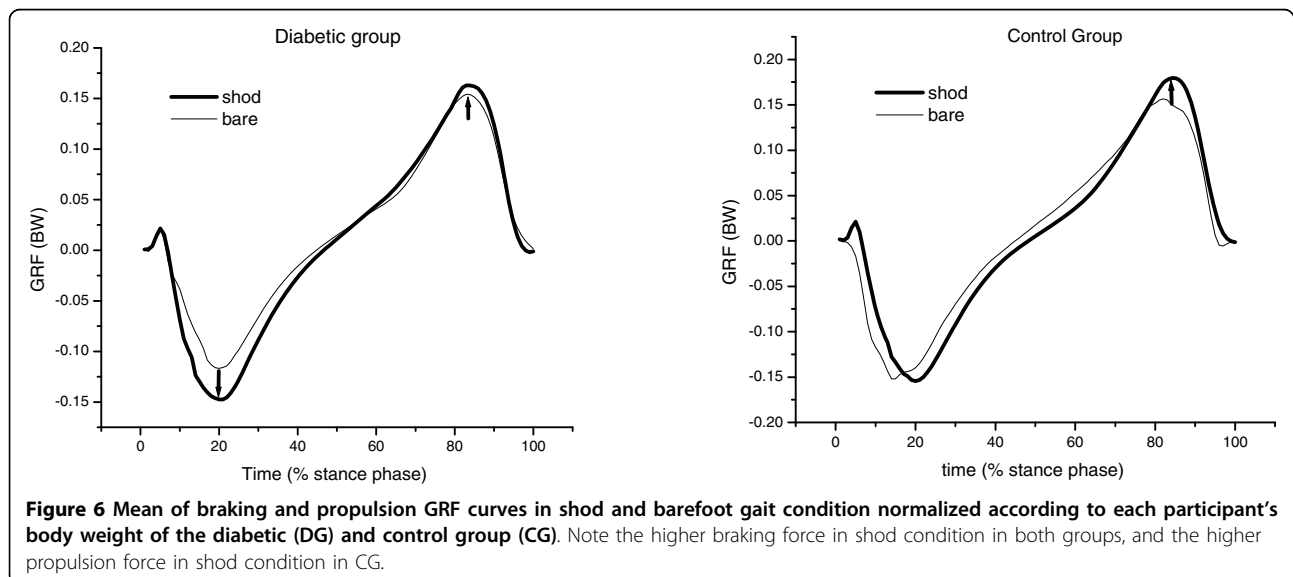 Diabetic group
0.20
0.15
0.10
0.05
0.00
-0.05
-0.10
-0.15
GRF (BW)
shod
bare
0 20 40 60 80 100
Time (% stance phase)
Control Group
0.20
0.15
0.10
0.05
0.00
-0.05
-0.10
-0.15
-0.20
GRF (BW)
shod
bare
0 20 40 60 80 100
time (% stance phase)
Figure 6 Mean of braking and propulsion GRF curves in shod and barefoot gait condition normalized according to each participant's
body weight of the diabetic (DG) and control group (CG). Note the higher braking force in shod condition in both groups, and the higher
propulsion force in shod condition in CG.